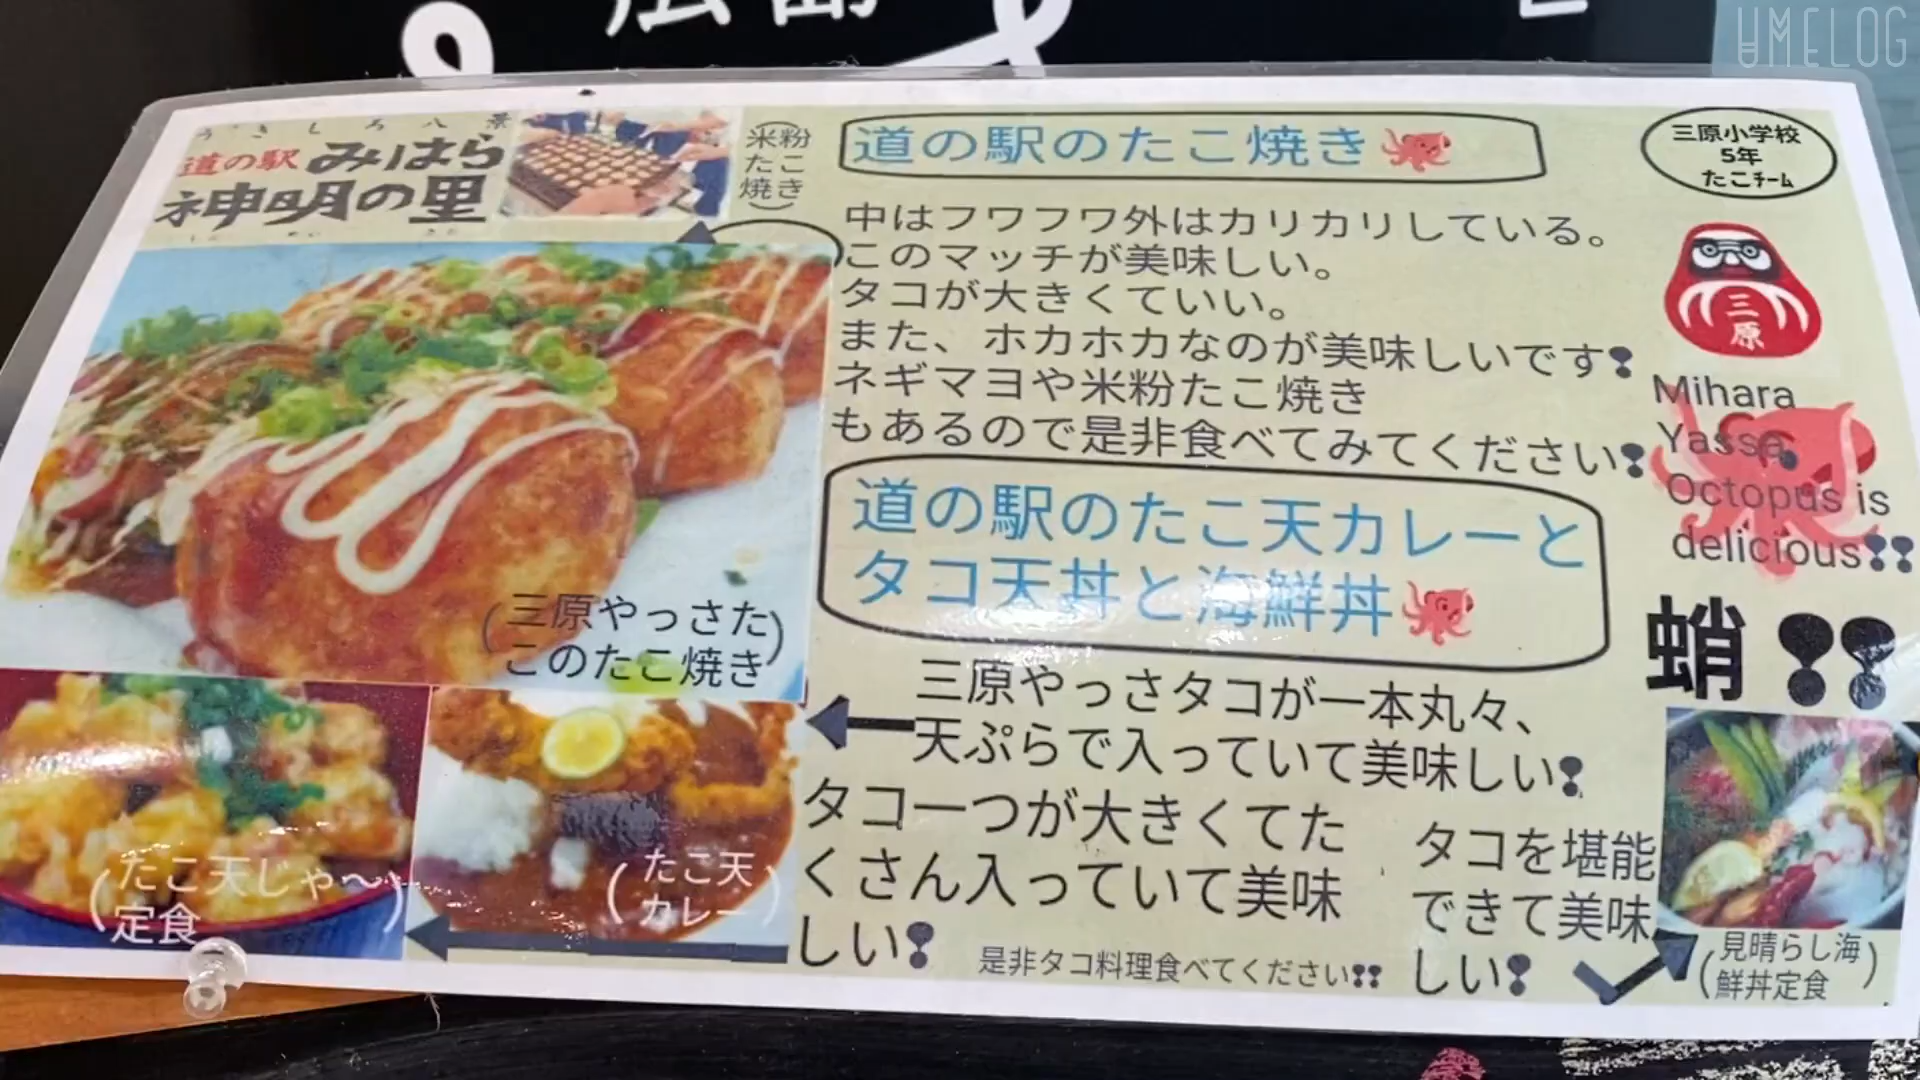 広島
UMELOG
うきしろ八景
道の駅 みはら
神明の里
米粉
たこ
焼き
道の駅のたこ焼き
三原小学校
5年
たこチーム
中はフワフワ外はカリカリしている。
このマッチが美味しい。
タコが大きくていい。
また、ホカホカなのが美味しいです❢
ネギマヨや米粉たこ焼き
もあるので是非食べてみてください❢
三原
Mihara
Yassa
Octopus is
delicious❢❢
蛸❢❢
道の駅のたこ天カレーと
タコ天丼と海鮮丼
(三原やっさた
このたこ焼き)
三原やっさタコが一本丸々、
天ぷらで入っていて美味しい❢
タコ一つが大きくてた
くさん入っていて美味
しい❢
タコを堪能
できて美味
しい❢
(たこ天じゃ~
定食)
(たこ天
カレー)
是非タコ料理食べてください❢❢
(見晴らし海
鮮丼定食)